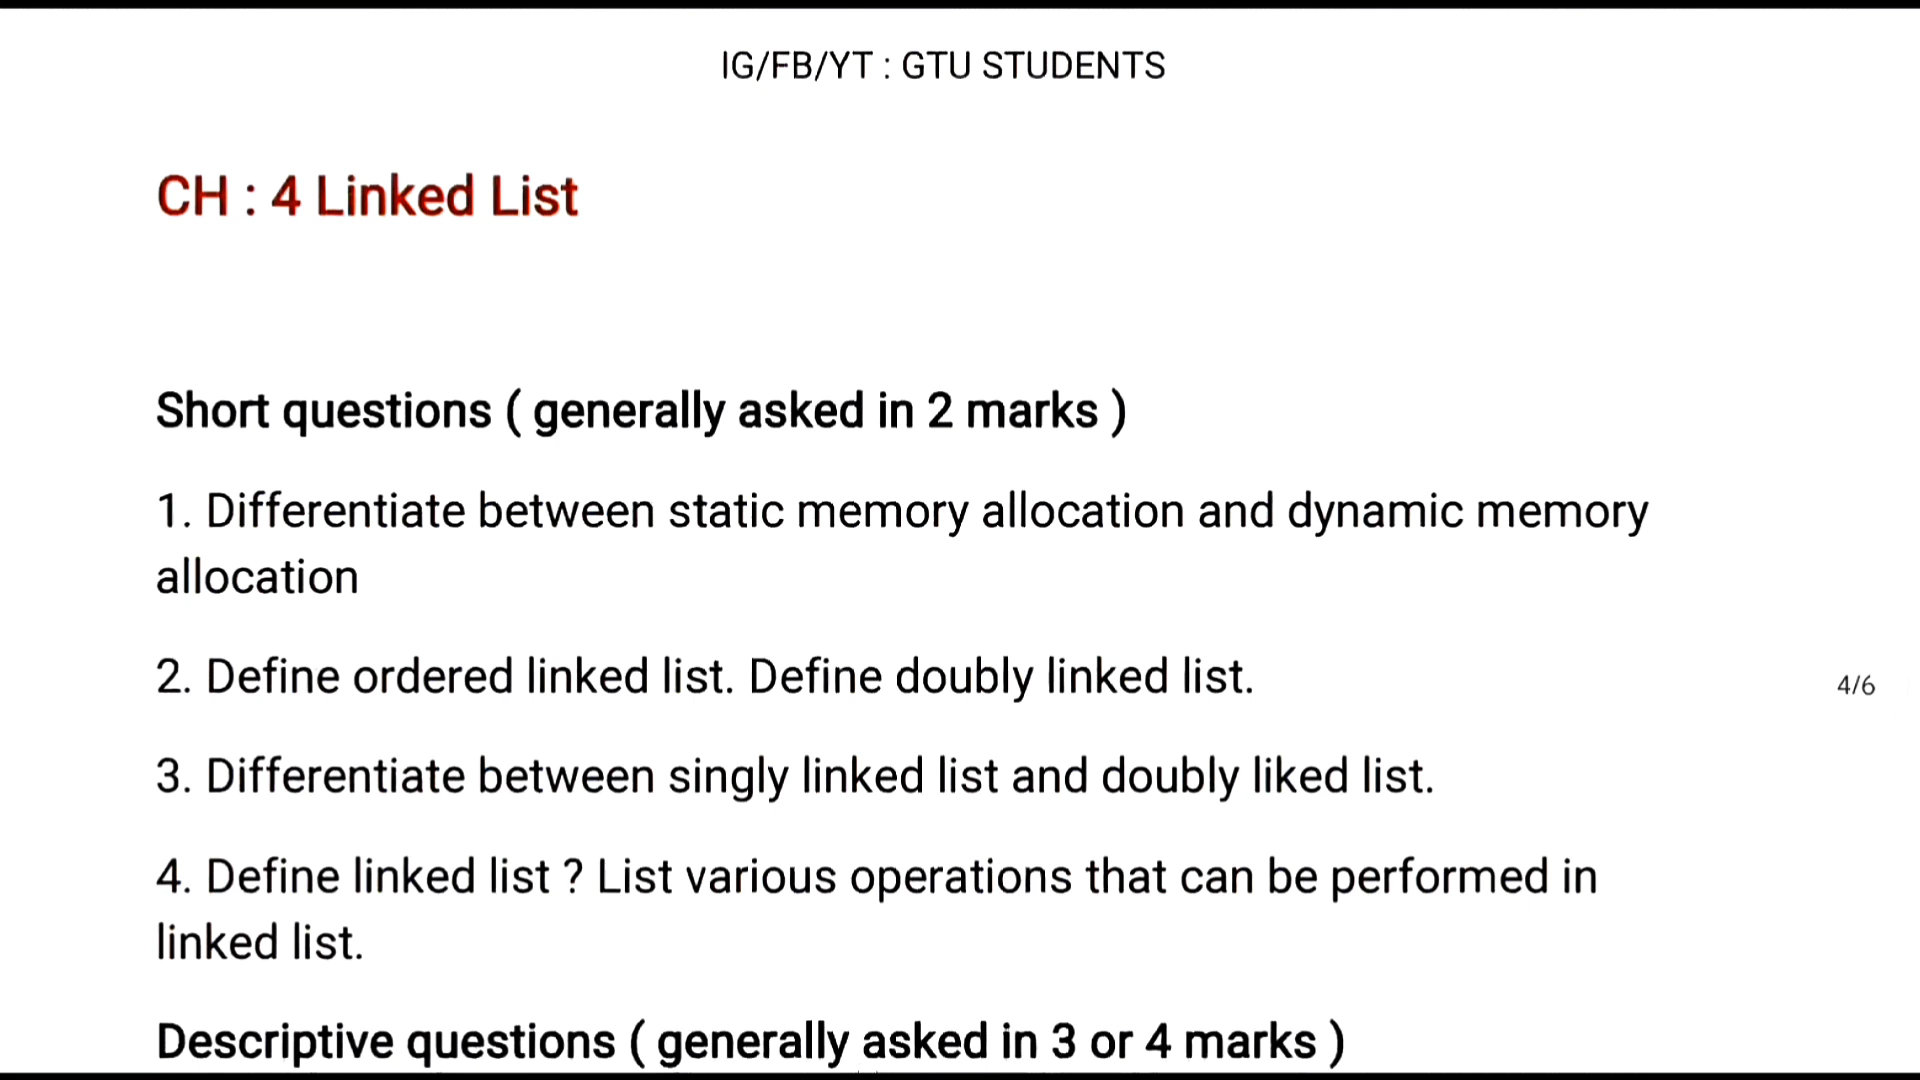 IG/FB/YT : GTU STUDENTS
CH : 4 Linked List
Short questions ( generally asked in 2 marks )
1. Differentiate between static memory allocation and dynamic memory
allocation
2. Define ordered linked list. Define doubly linked list.
4/6
3. Differentiate between singly linked list and doubly liked list.
4. Define linked list ? List various operations that can be performed in
linked list.
Descriptive questions ( generally asked in 3 or 4 marks )